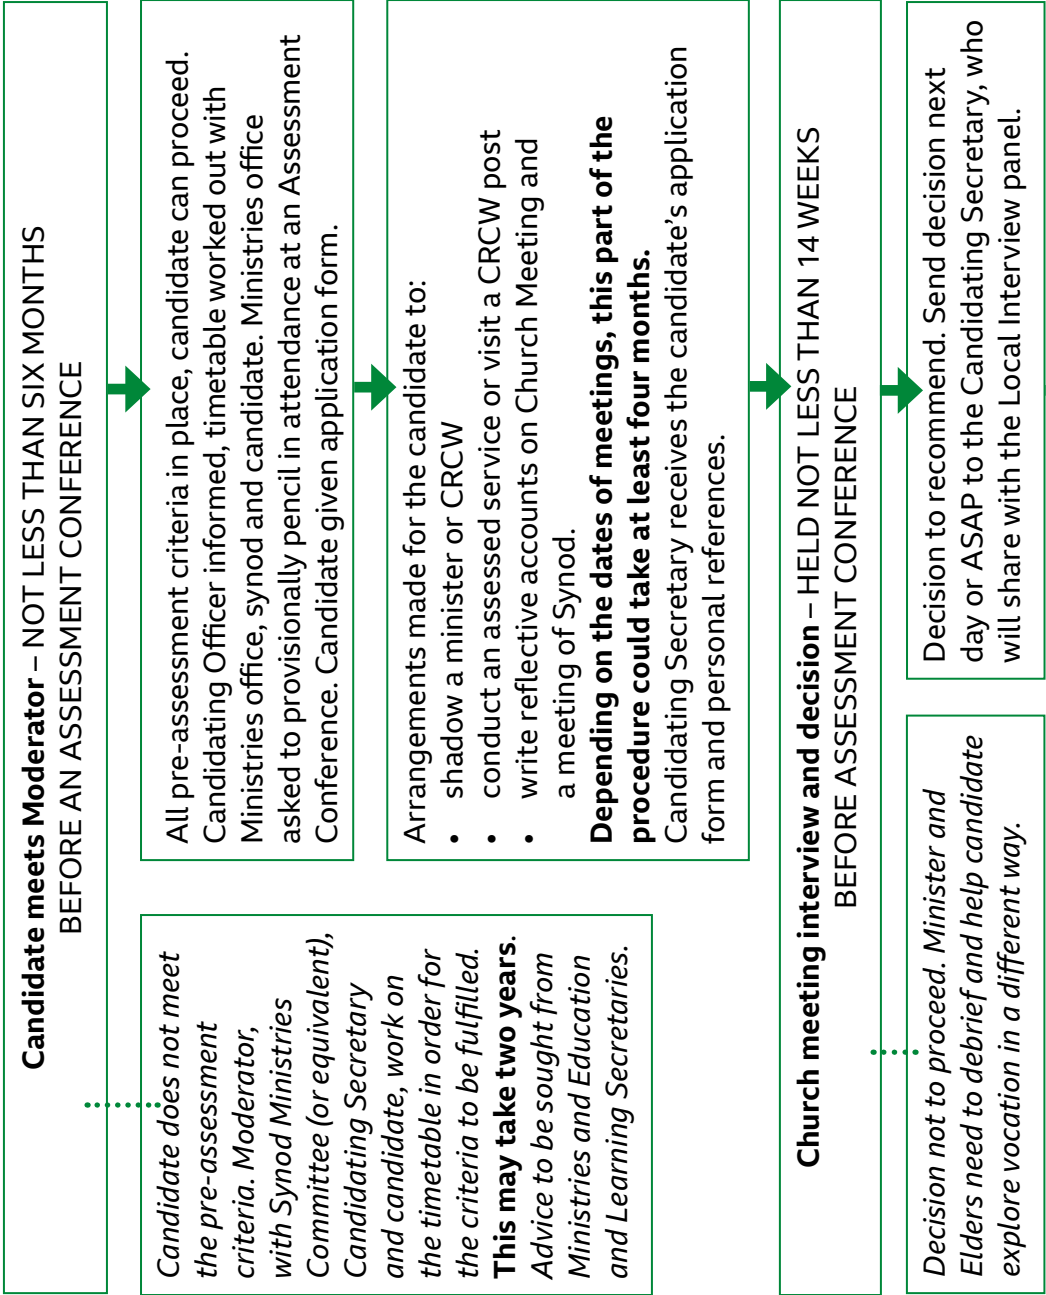 Candidate meets Moderator – NOT LESS THAN SIX MONTHS
BEFORE AN ASSESSMENT CONFERENCE
Candidate does not meet
the pre-assessment
criteria. Moderator,
with Synod Ministries
Committee (or equivalent),
Candidating Secretary
and candidate, work on
the timetable in order for
the criteria to be fulfilled.
This may take two years.
Advice to be sought from
Ministries and Education
and Learning Secretaries.
All pre-assessment criteria in place, candidate can proceed.
Candidating Officer informed, timetable worked out with
Ministries office, synod and candidate. Ministries office
asked to provisionally pencil in attendance at an Assessment
Conference. Candidate given application form.
Arrangements made for the candidate to:
• shadow a minister or CRCW
• conduct an assessed service or visit a CRCW post
• write reflective accounts on Church Meeting and
a meeting of Synod.
Depending on the dates of meetings, this part of the
procedure could take at least four months.
Candidating Secretary receives the candidate’s application
form and personal references.
Church meeting interview and decision – HELD NOT LESS THAN 14 WEEKS
BEFORE ASSESSMENT CONFERENCE
Decision not to proceed. Minister and
Elders need to debrief and help candidate
explore vocation in a different way.
Decision to recommend. Send decision next
day or ASAP to the Candidating Secretary, who
will share with the Local Interview panel.